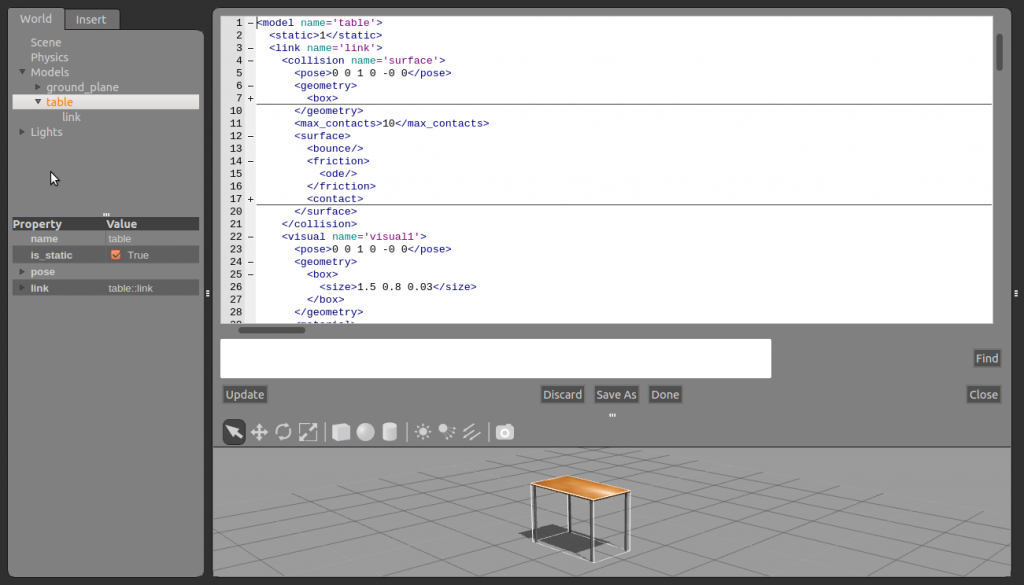 World Insert
Scene
Physics
Models
ground_plane
table
link
Lights
Property Value
name table
is_static True
pose
link table::link
1 <model name='table'>
2 <static>1</static>
3 <link name='link'>
4 <collision name='surface'>
5 <pose>0 0 1 0 -0 0</pose>
6 <geometry>
7 <box>
10 </geometry>
11 <max_contacts>10</max_contacts>
12 <surface>
13 <bounce/>
14 <friction>
15 <ode/>
16 </friction>
17 <contact>
20 </surface>
21 </collision>
22 <visual name='visual1'>
23 <pose>0 0 1 0 -0 0</pose>
24 <geometry>
25 <box>
26 <size>1.5 0.8 0.03</size>
27 </box>
28 </geometry>
Find
Update Discard Save As Done Close